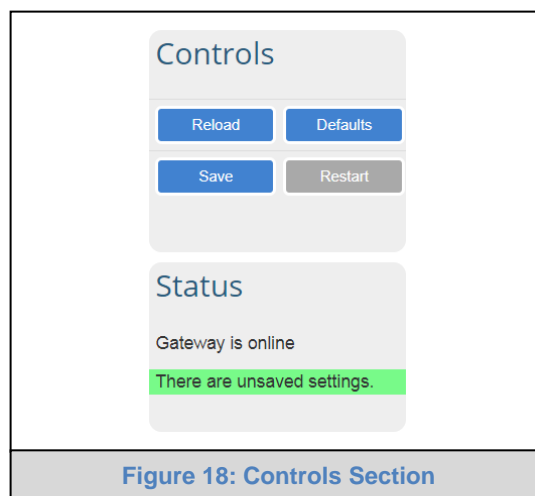 Controls
Reload Defaults
Save Restart
Status
Gateway is online
There are unsaved settings.
Figure 18: Controls Section